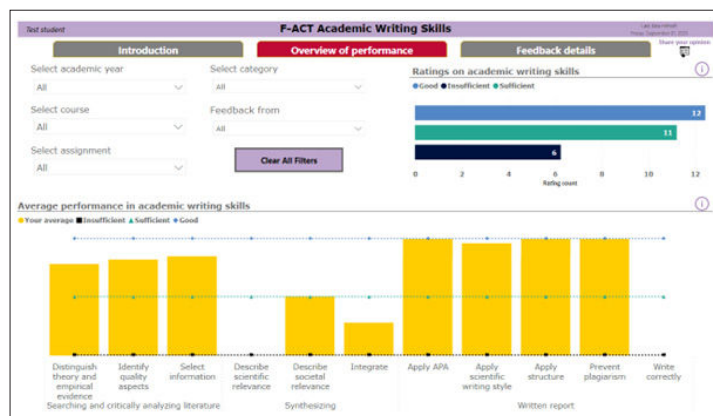 Test student
F-ACT Academic Writing Skills
Introduction
Overview of performance
Feedback details
Share your opinion
Select academic year
All
Select category
All
Select course
All
Feedback from
All
Select assignment
All
Clear All Filters
Ratings on academic writing skills
Good Insufficient Sufficient
12
11
6
0 2 4 6 8 10 12
Rating count
Average performance in academic writing skills
Your average Insufficient Sufficient Good
Distinguish theory and empirical evidence
Identify quality aspects
Select information
Describe scientific relevance
Describe societal relevance
Integrate
Apply APA
Apply scientific writing style
Apply structure
Prevent plagiarism
Write correctly
Searching and critically analyzing literature
Synthesizing
Written report